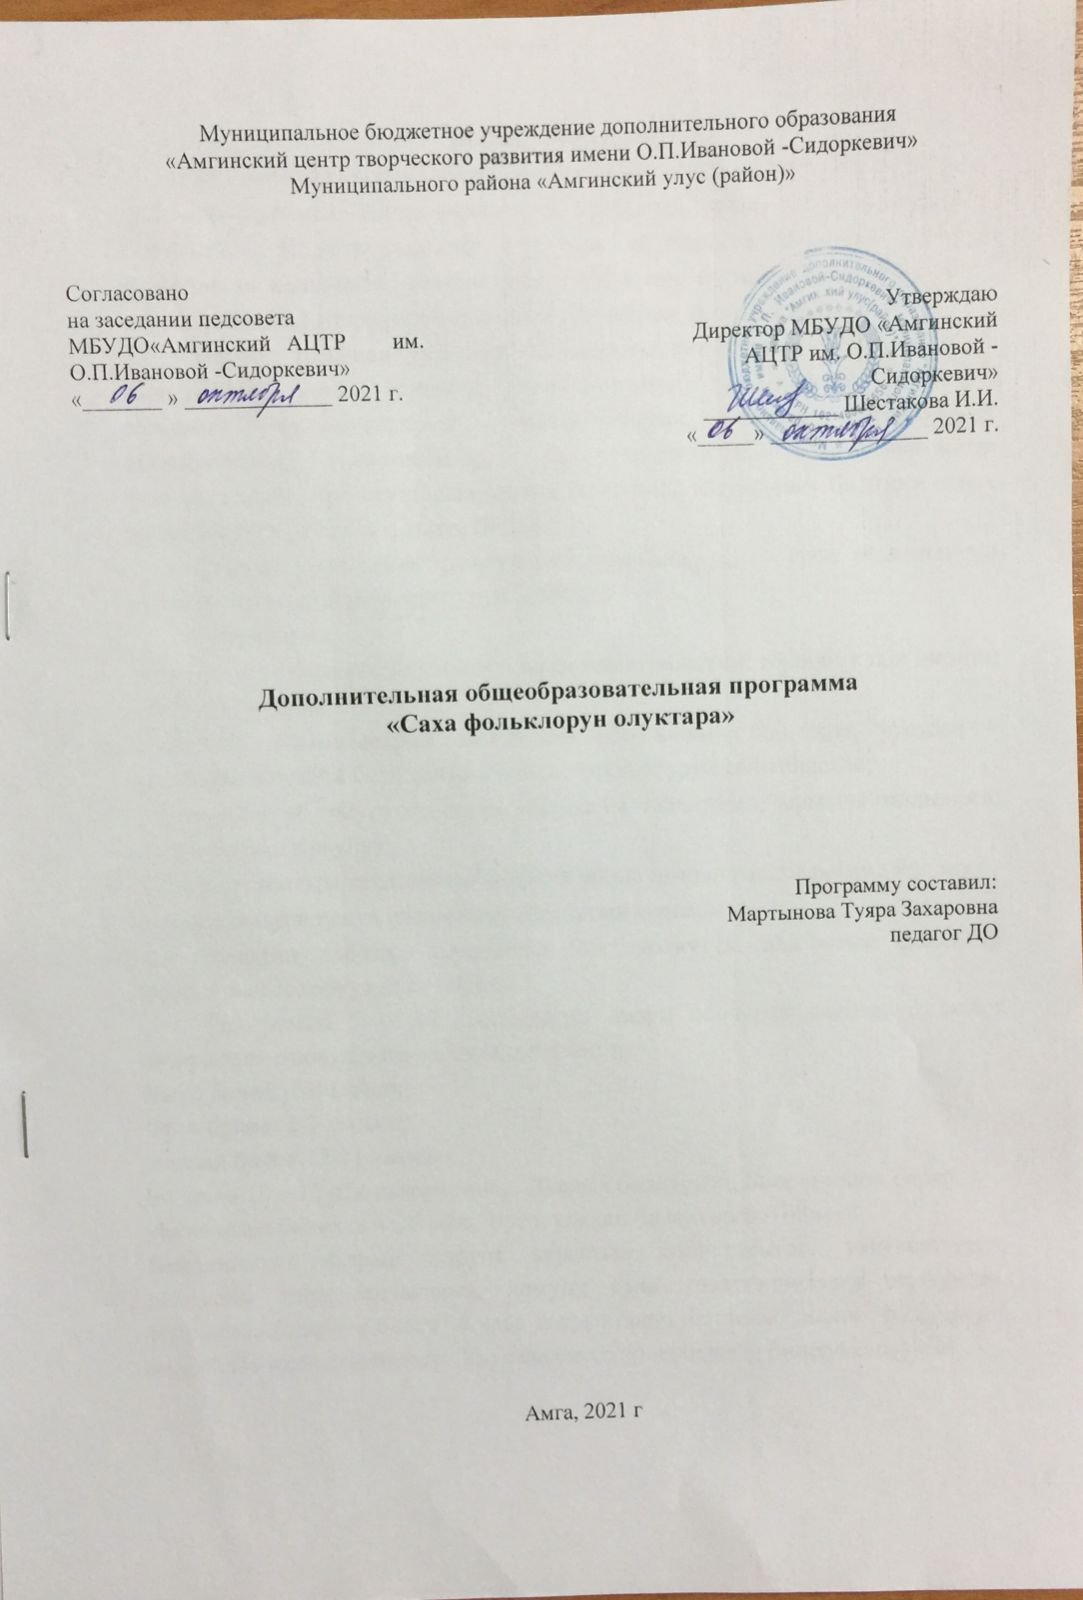 Муниципальное бюджетное учреждение дополнительного образования
«Амгинский центр творческого развития имени О.П.Ивановой -Сидоркевич»
Муниципального района «Амгинский улус (район)»
Согласовано
на заседании педсовета
МБУДО«Амгинский АЦТР им.
О.П.Ивановой -Сидоркевич»
« 06 » октября 2021 г.
Утверждаю
Директор МБУДО «Амгинский
АЦТР им. О.П.Ивановой -
Сидоркевич»
Шестакова И.И.
« 06 » октября 2021 г.
Дополнительная общеобразовательная программа
«Саха фольклорун олуктара»
Программу составил:
Мартынова Туяра Захаровна
педагог ДО
Амга, 2021 г